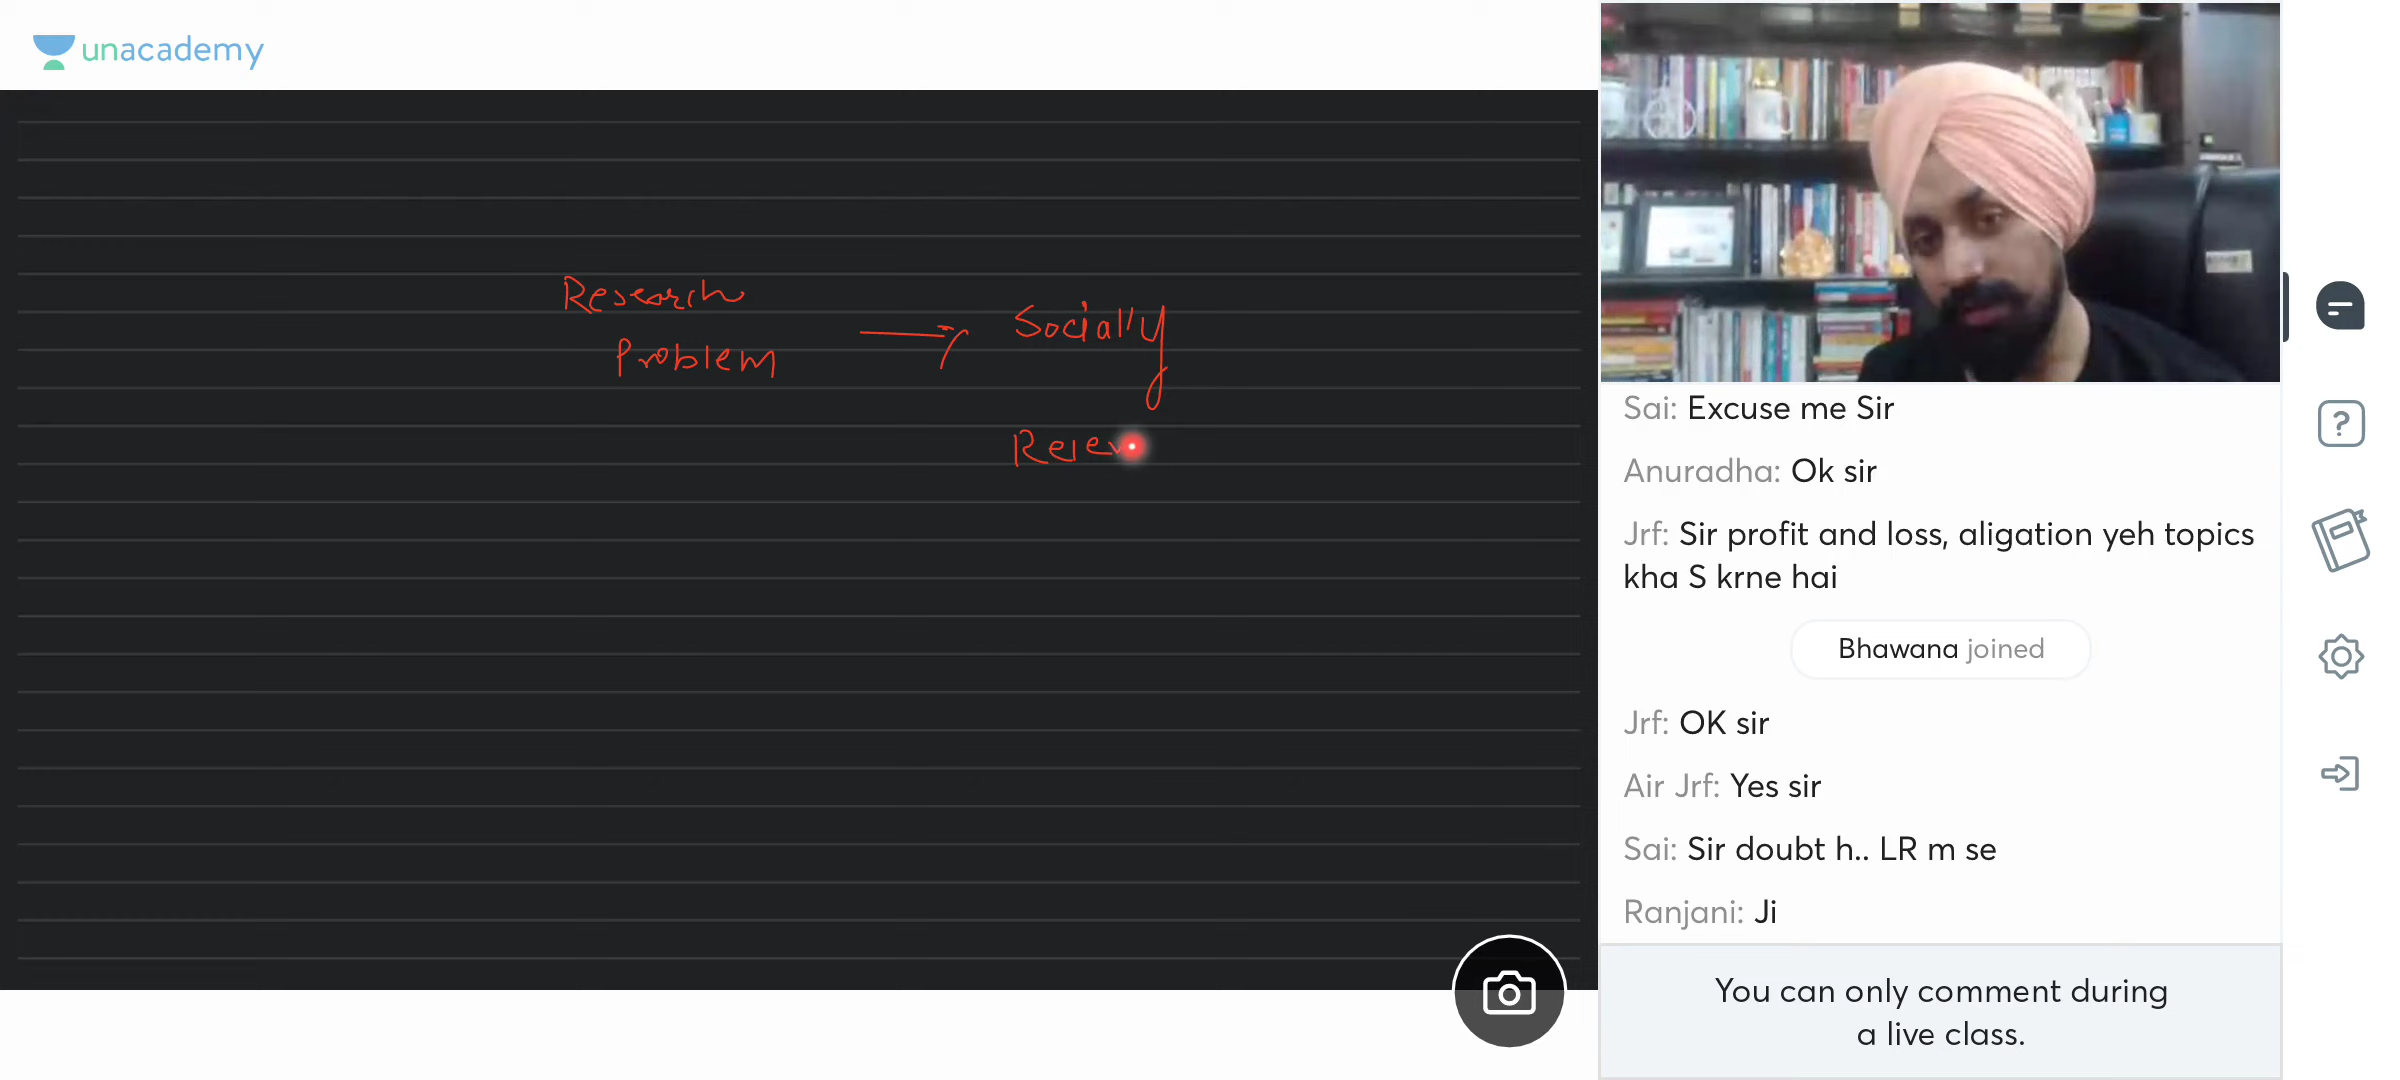 unacademy
Research
Problem
Socially
Relev
Sai: Excuse me Sir
Anuradha: Ok sir
Jrf: Sir profit and loss, aligation yeh topics
kha S krne hai
Bhawana joined
Jrf: OK sir
Air Jrf: Yes sir
Sai: Sir doubt h.. LR m se
Ranjani: Ji
You can only comment during
a live class.